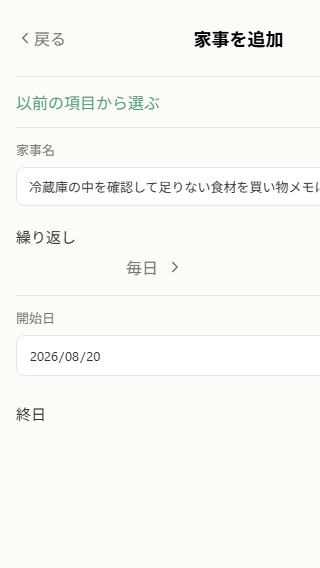 戻る
家事を追加
以前の項目から選ぶ
家事名
冷蔵庫の中を確認して足りない食材を買い物メモ
繰り返し
毎日
開始日
2026/08/20
終日